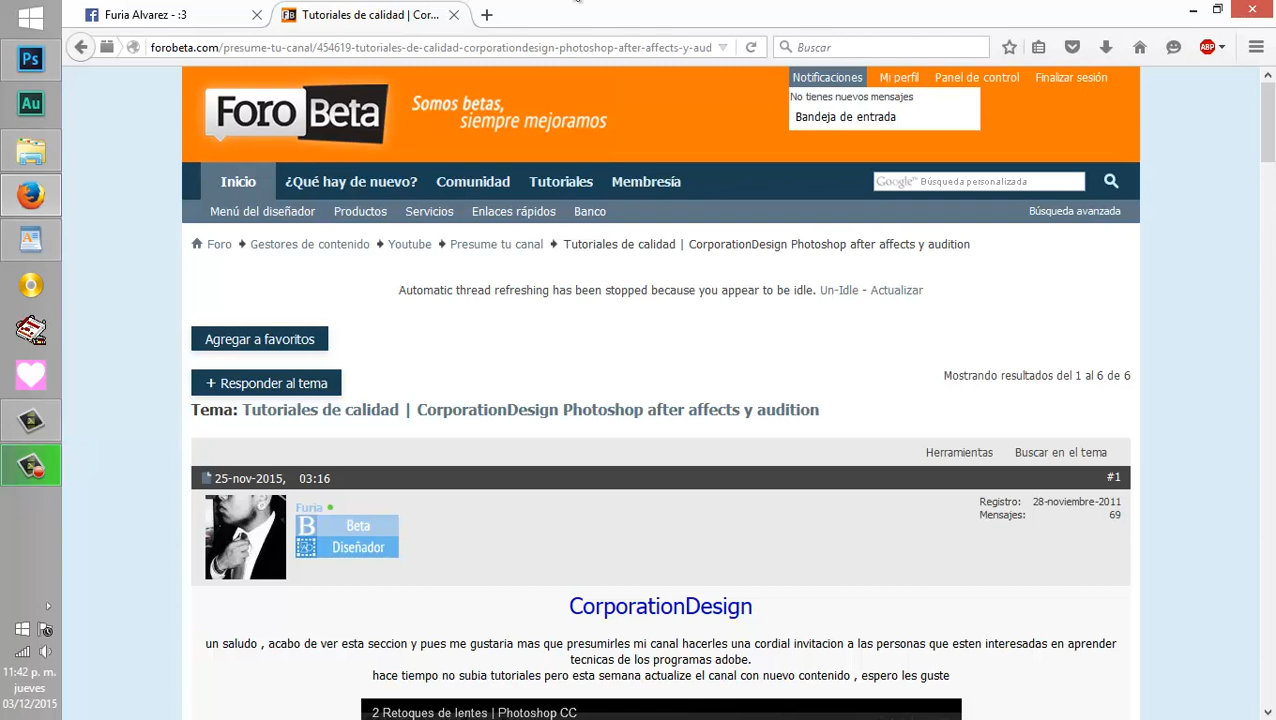 Furia Alvarez - :3
Tutoriales de calidad | Cor...
forobeta.com/presume-tu-canal/454619-tutoriales-de-calidad-corporationdesign-photoshop-after-affects-y-aud
Buscar
ABP
Ps
Au
Foro Beta
Somos betas,
siempre mejoramos
Notificaciones Mi perfil Panel de control Finalizar sesión
No tienes nuevos mensajes
Bandeja de entrada
Inicio ¿Qué hay de nuevo? Comunidad Tutoriales Membresía
Google™ Búsqueda personalizada
Menú del diseñador Productos Servicios Enlaces rápidos Banco
Búsqueda avanzada
Foro Gestores de contenido Youtube Presume tu canal Tutoriales de calidad | CorporationDesign Photoshop after affects y audition
Automatic thread refreshing has been stopped because you appear to be idle. Un-Idle - Actualizar
Agregar a favoritos
+ Responder al tema
Mostrando resultados del 1 al 6 de 6
Tema: Tutoriales de calidad | CorporationDesign Photoshop after affects y audition
Herramientas Buscar en el tema
25-nov-2015, 03:16
#1
Furia
B Beta
Diseñador
Registro: 28-noviembre-2011
Mensajes: 69
CorporationDesign
un saludo , acabo de ver esta seccion y pues me gustaria mas que presumirles mi canal hacerles una cordial invitacion a las personas que esten interesadas en aprender
tecnicas de los programas adobe.
hace tiempo no subia tutoriales pero esta semana actualize el canal con nuevo contenido , espero les guste
2 Retoques de lentes | Photoshop CC
11:42 p. m.
jueves
03/12/2015